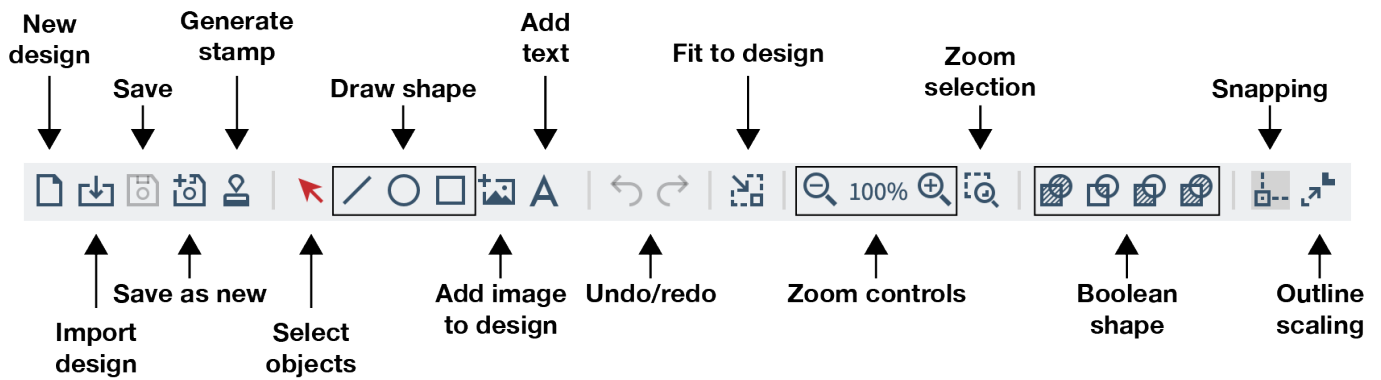 New
design
Save
Generate
stamp
Draw shape
Add
text
Fit to design
Zoom
selection
Snapping
100%
Import
design
Save as new
Select
objects
Add image
to design
Undo/redo
Zoom controls
Boolean
shape
Outline
scaling